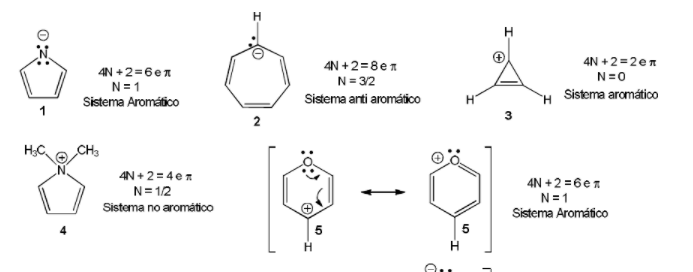 ⊖
N
1
4N + 2 = 6 e π
N = 1
Sistema Aromático
H
⊖
2
4N + 2 = 8 e π
N = 3/2
Sistema anti aromático
H
⊕
H
H
3
4N + 2 = 2 e π
N = 0
Sistema aromático
H₃C
CH₃
⊕
N
4
4N + 2 = 4 e π
N = 1/2
Sistema no aromático
O
⊕
5
H
⊕
O
5
H
4N + 2 = 6 e π
N = 1
Sistema Aromático
⊖